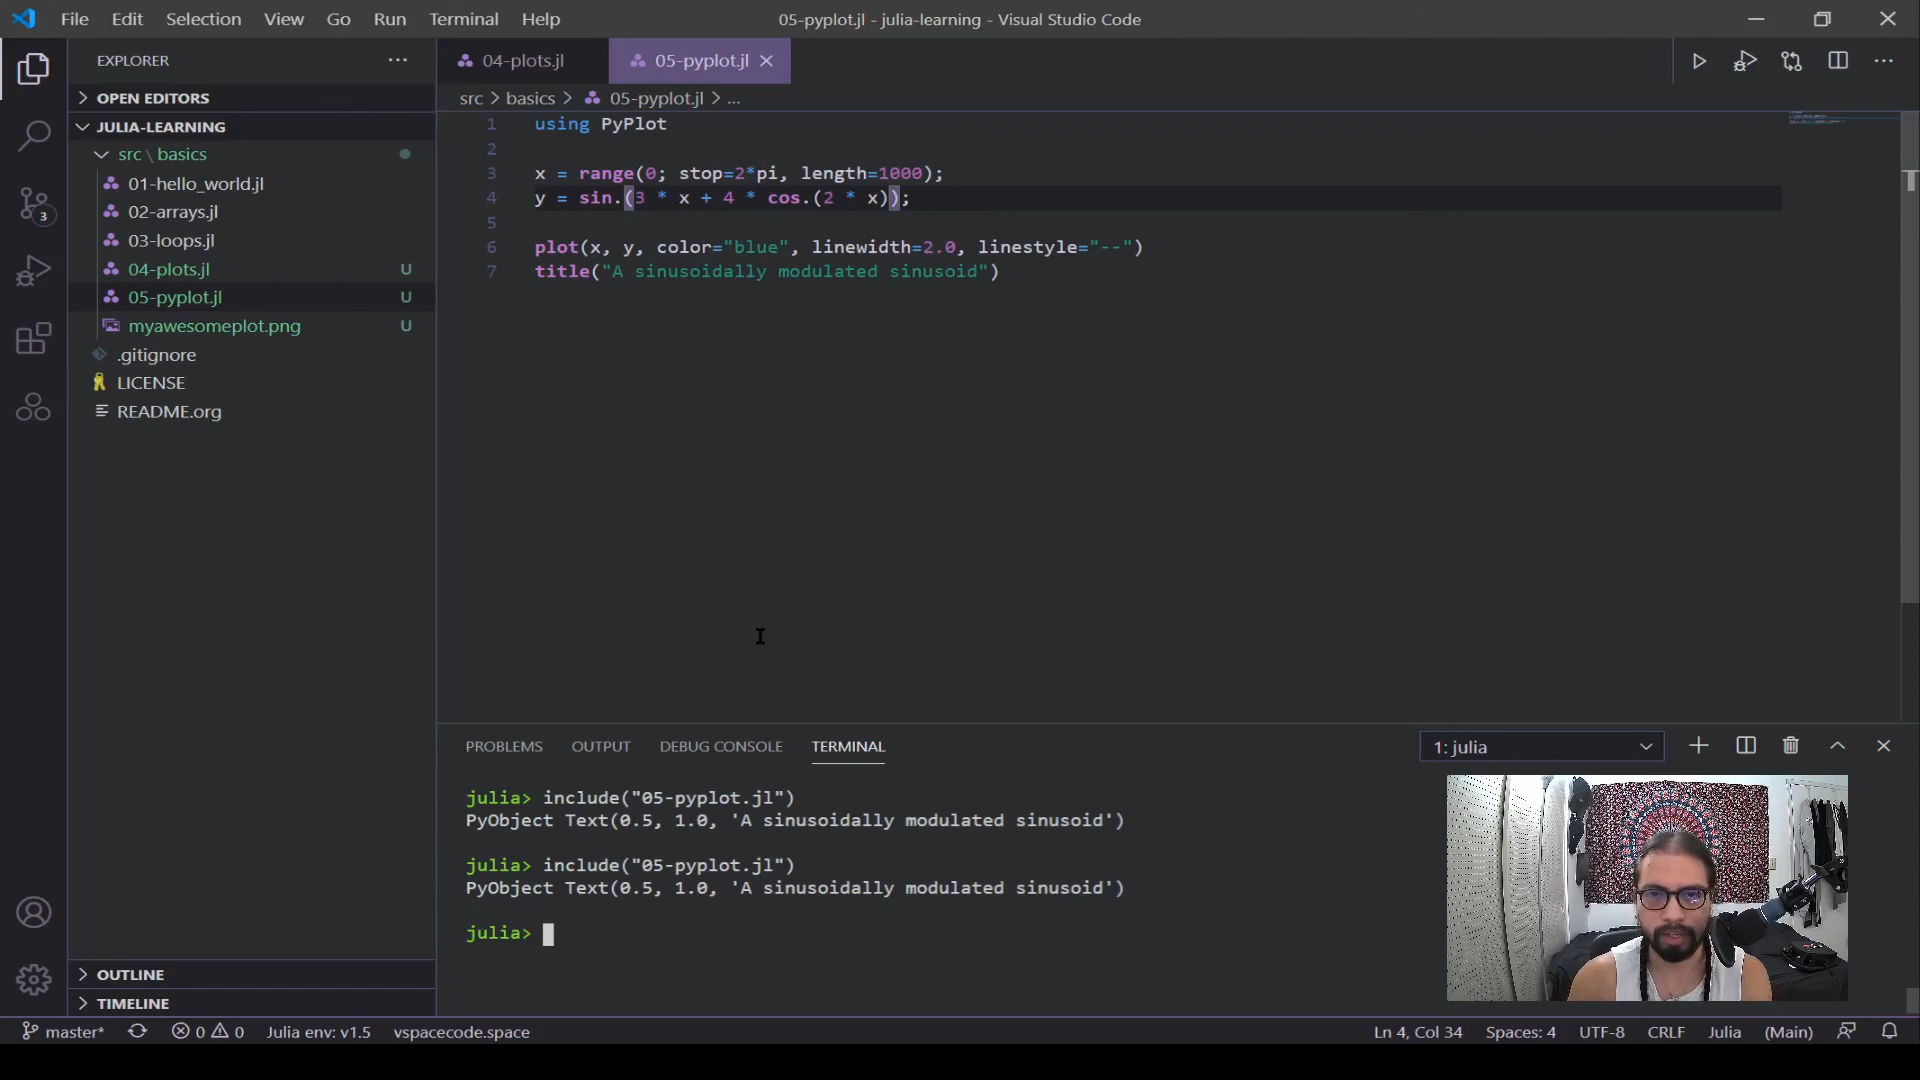 File Edit Selection View Go Run Terminal Help
05-pyplot.jl - julia-learning - Visual Studio Code
EXPLORER
OPEN EDITORS
JULIA-LEARNING
src \ basics
01-hello_world.jl
02-arrays.jl
03-loops.jl
04-plots.jl U
05-pyplot.jl U
myawesomeplot.png U
.gitignore
LICENSE
README.org
OUTLINE
TIMELINE
3
04-plots.jl 05-pyplot.jl
src > basics > 05-pyplot.jl > ...
1 using PyPlot
2
3 x = range(0; stop=2*pi, length=1000);
4 y = sin.(3 * x + 4 * cos.(2 * x));
5
6 plot(x, y, color="blue", linewidth=2.0, linestyle="--")
7 title("A sinusoidally modulated sinusoid")
PROBLEMS OUTPUT DEBUG CONSOLE TERMINAL
1: julia
julia> include("05-pyplot.jl")
PyObject Text(0.5, 1.0, 'A sinusoidally modulated sinusoid')
julia> include("05-pyplot.jl")
PyObject Text(0.5, 1.0, 'A sinusoidally modulated sinusoid')
julia>
master* 0 0 Julia env: v1.5 vspacecode.space
Ln 4, Col 34 Spaces: 4 UTF-8 CRLF Julia (Main)